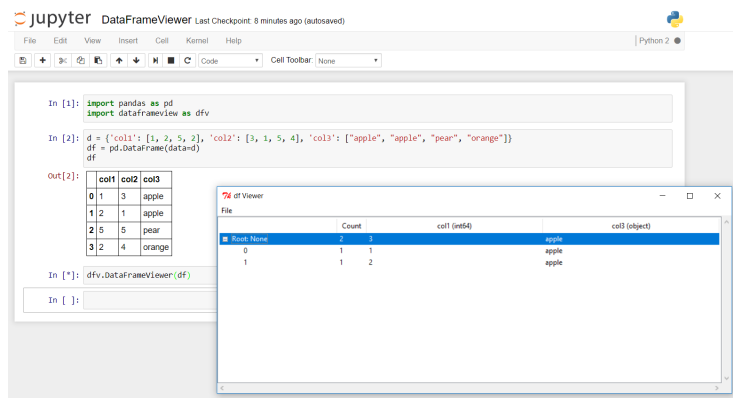 jupyter DataFrameViewer Last Checkpoint: 8 minutes ago (autosaved)
File Edit View Insert Cell Kernel Help Python 2
Code Cell Toolbar: None
In [1]: import pandas as pd
import dataframeview as dfv
In [2]: d = {'col1': [1, 2, 5, 2], 'col2': [3, 1, 5, 4], 'col3': ["apple", "apple", "pear", "orange"]}
df = pd.DataFrame(data=d)
df
Out[2]:
col1 col2 col3
0 1 3 apple
1 2 1 apple
2 5 5 pear
3 2 4 orange
In [*]: dfv.DataFrameViewer(df)
In [ ]:
df Viewer
File
Count col1 (int64) col3 (object)
Root: None 2 3 apple
0 1 1 apple
1 1 2 apple